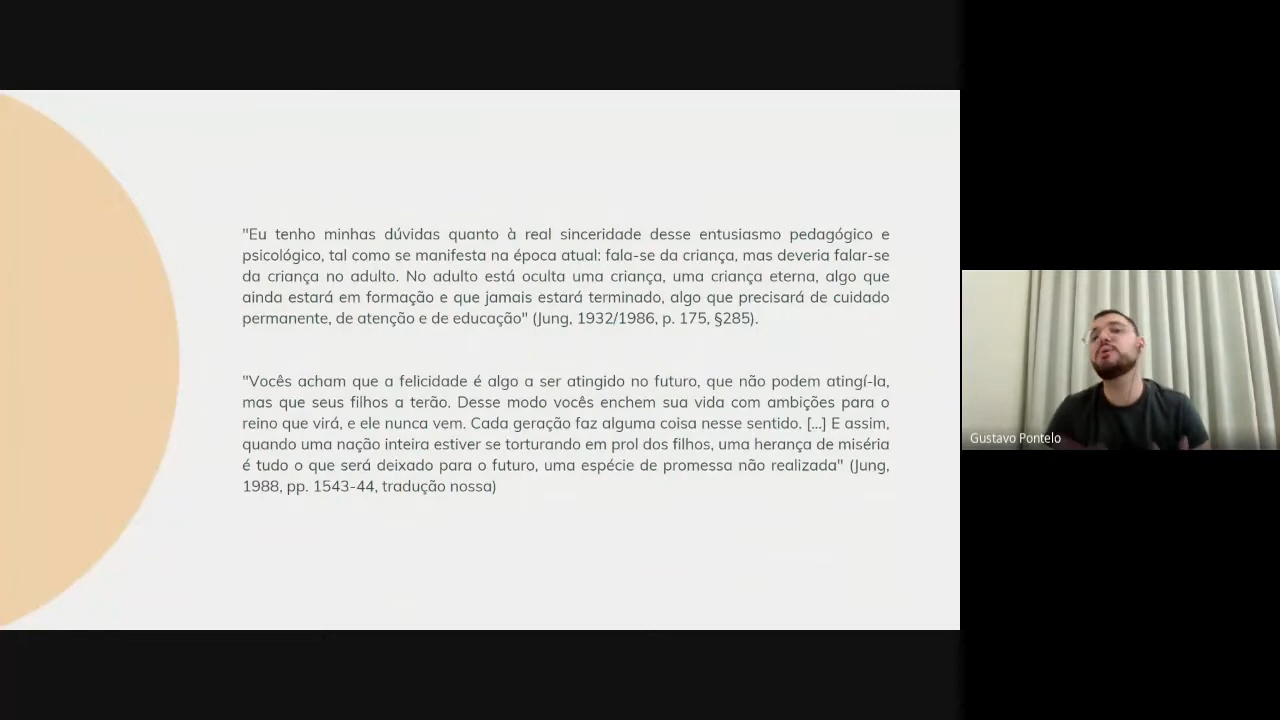 "Eu tenho minhas dúvidas quanto à real sinceridade desse entusiasmo pedagógico e
psicológico, tal como se manifesta na época atual: fala-se da criança, mas deveria falar-se
da criança no adulto. No adulto está oculta uma criança, uma criança eterna, algo que
ainda estará em formação e que jamais estará terminado, algo que precisará de cuidado
permanente, de atenção e de educação" (Jung, 1932/1986, p. 175, §285).
"Vocês acham que a felicidade é algo a ser atingido no futuro, que não podem atingí-la,
mas que seus filhos a terão. Desse modo vocês enchem sua vida com ambições para o
reino que virá, e ele nunca vem. Cada geração faz alguma coisa nesse sentido. [...] E assim,
quando uma nação inteira estiver se torturando em prol dos filhos, uma herança de miséria
é tudo o que será deixado para o futuro, uma espécie de promessa não realizada" (Jung,
1988, pp. 1543-44, tradução nossa)
Gustavo Pontelo